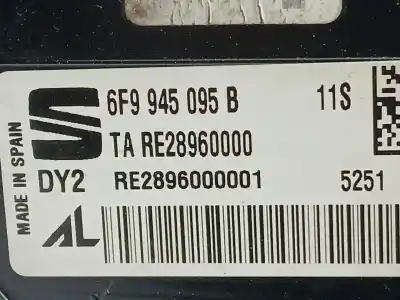 MADE IN SPAIN
6F9 945 095 B 11S
TA RE28960000
DY2 RE2896000001 5251
AL